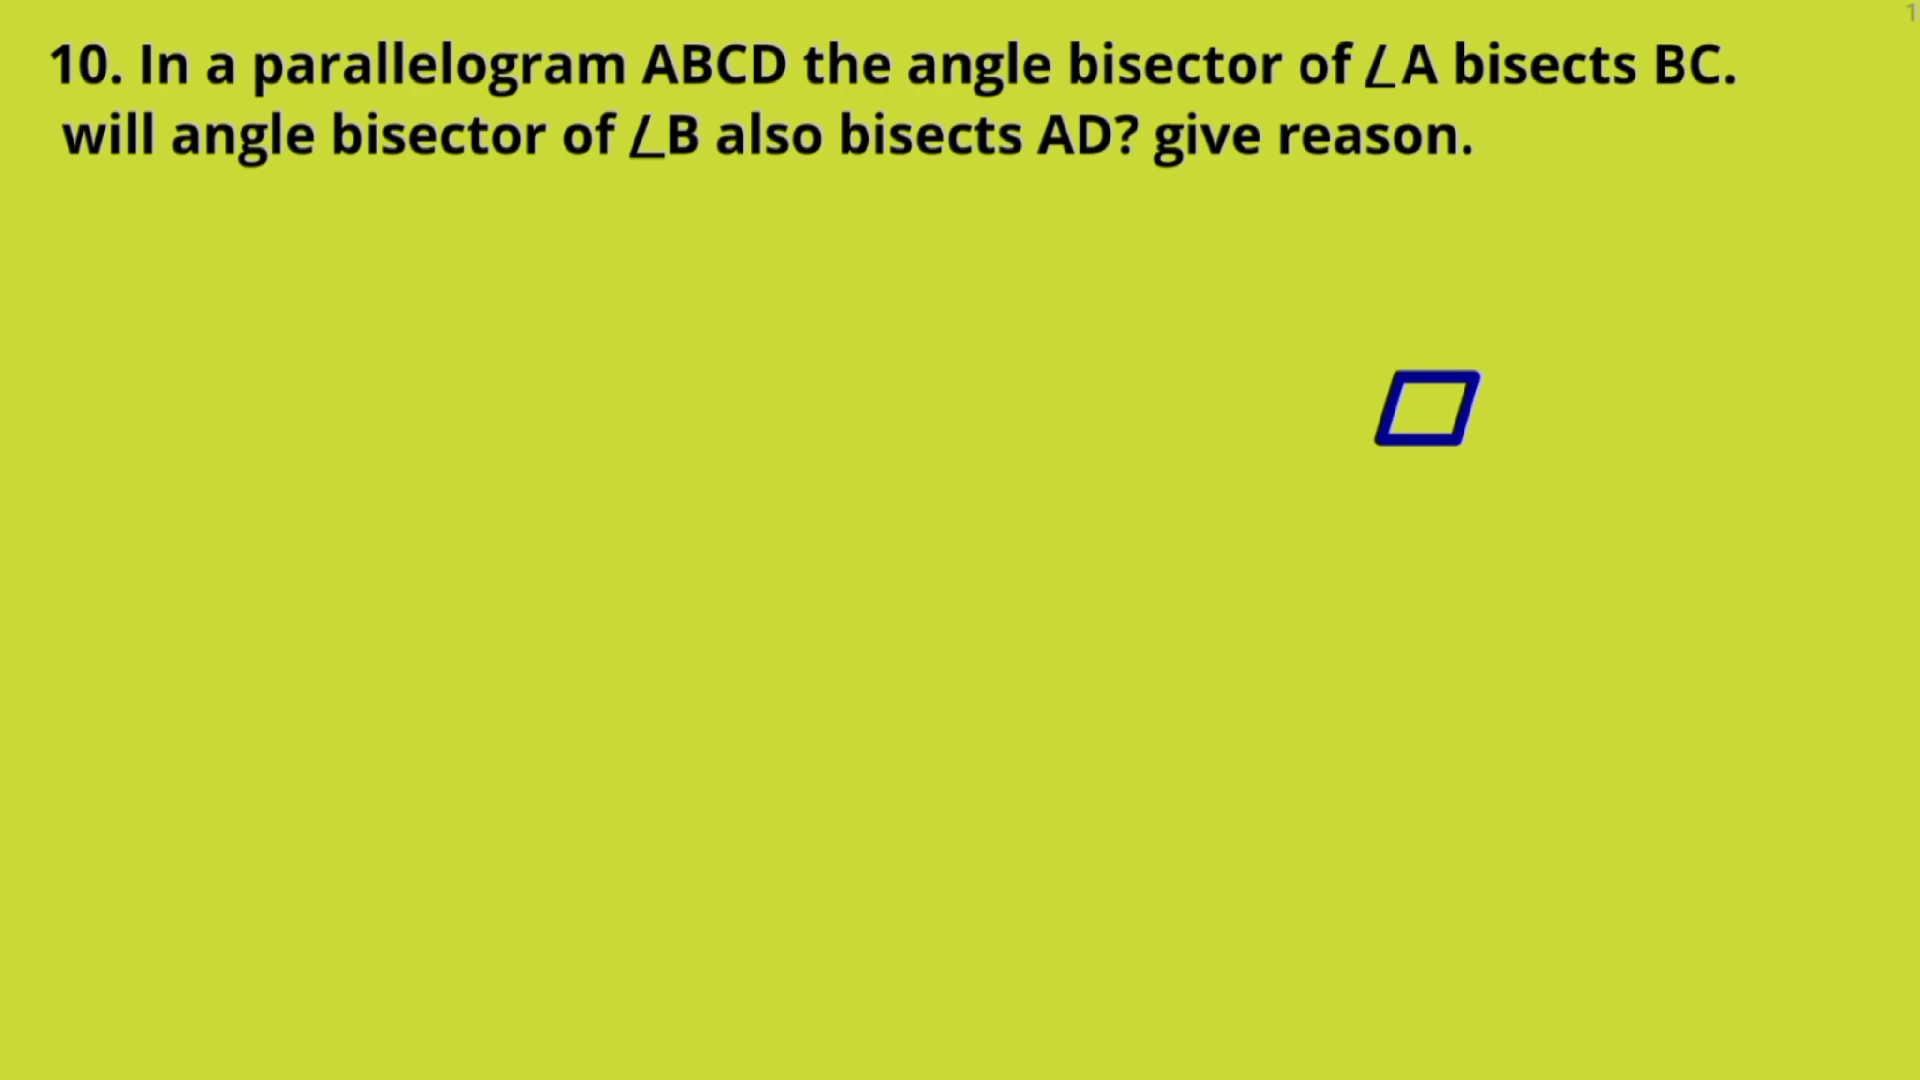 1
10. In a parallelogram ABCD the angle bisector of ∠A bisects BC.
will angle bisector of ∠B also bisects AD? give reason.